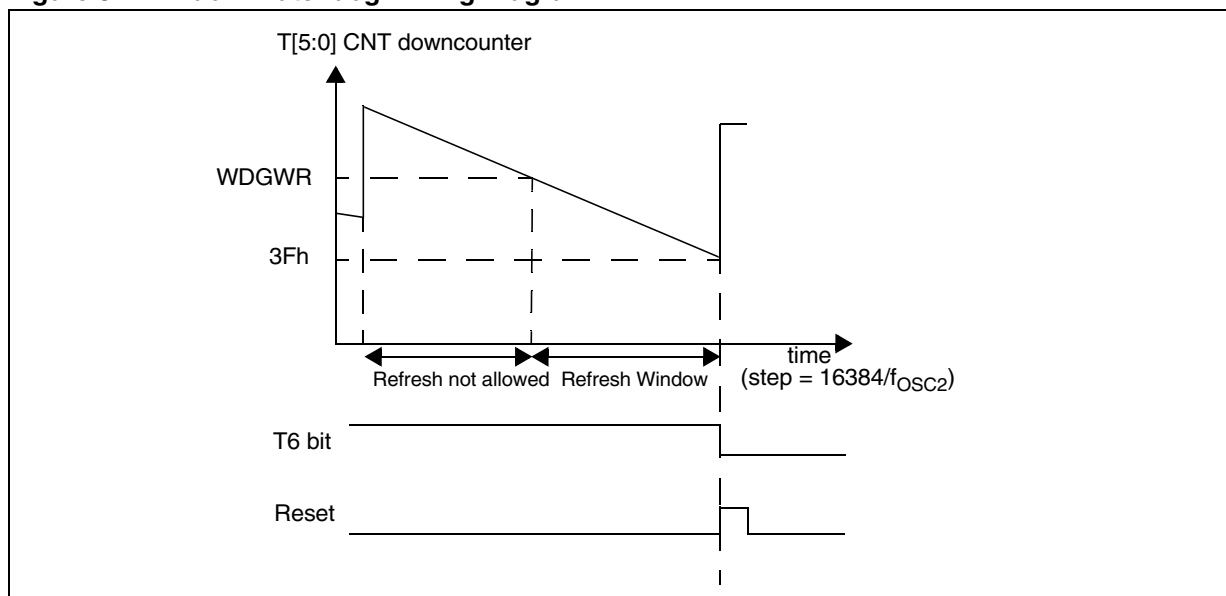 T[5:0] CNT downcounter
WDGWR
3Fh
time
Refresh not allowed Refresh Window
(step = 16384/fOSC2)
T6 bit
Reset